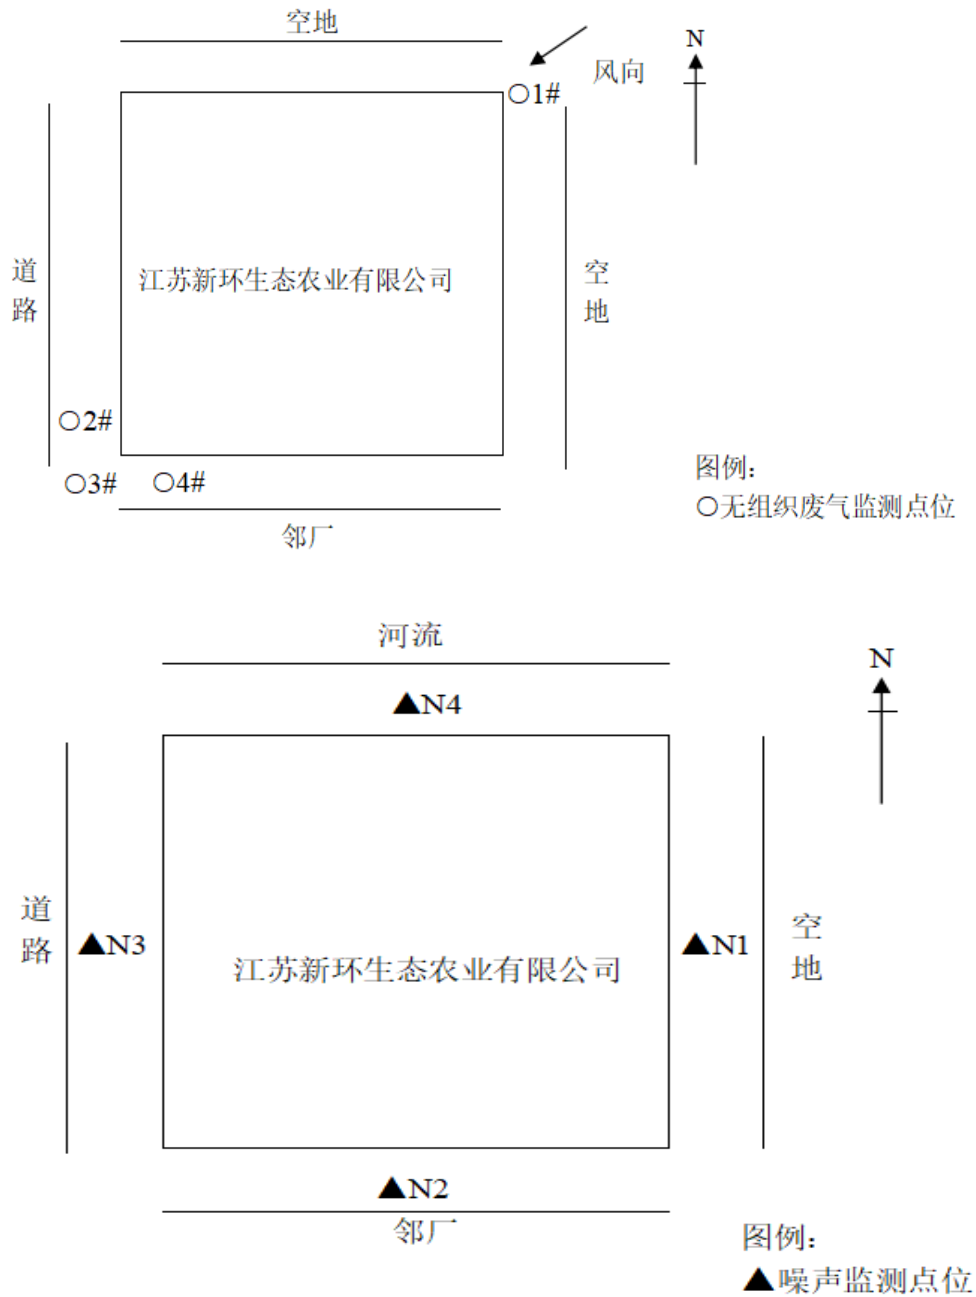 空地
风向
N
○1#
道路
江苏新环生态农业有限公司
空地
○2#
○3#
○4#
邻厂
图例：
○无组织废气监测点位
河流
N
▲N4
道路
▲N3
江苏新环生态农业有限公司
▲N1
空地
▲N2
邻厂
图例：
▲噪声监测点位